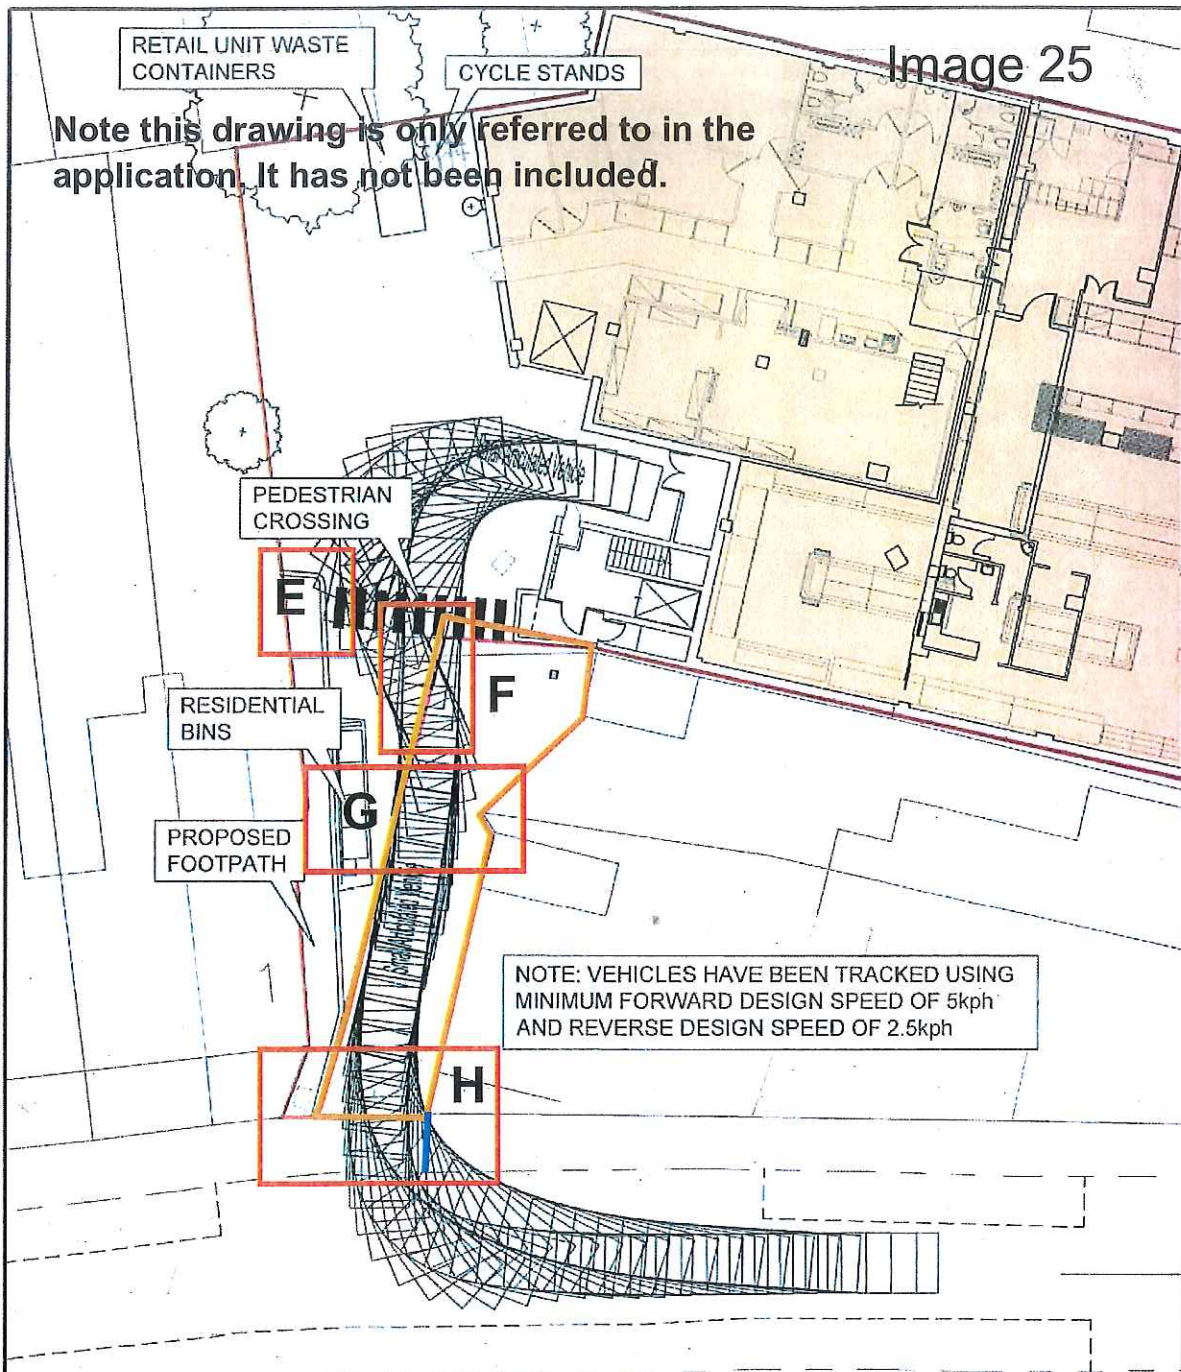 Image 25
RETAIL UNIT WASTE
CONTAINERS
CYCLE STANDS
Note this drawing is only referred to in the
application. It has not been included.
PEDESTRIAN
CROSSING
E
F
RESIDENTIAL
BINS
G
PROPOSED
FOOTPATH
1
NOTE: VEHICLES HAVE BEEN TRACKED USING
MINIMUM FORWARD DESIGN SPEED OF 5kph
AND REVERSE DESIGN SPEED OF 2.5kph
H